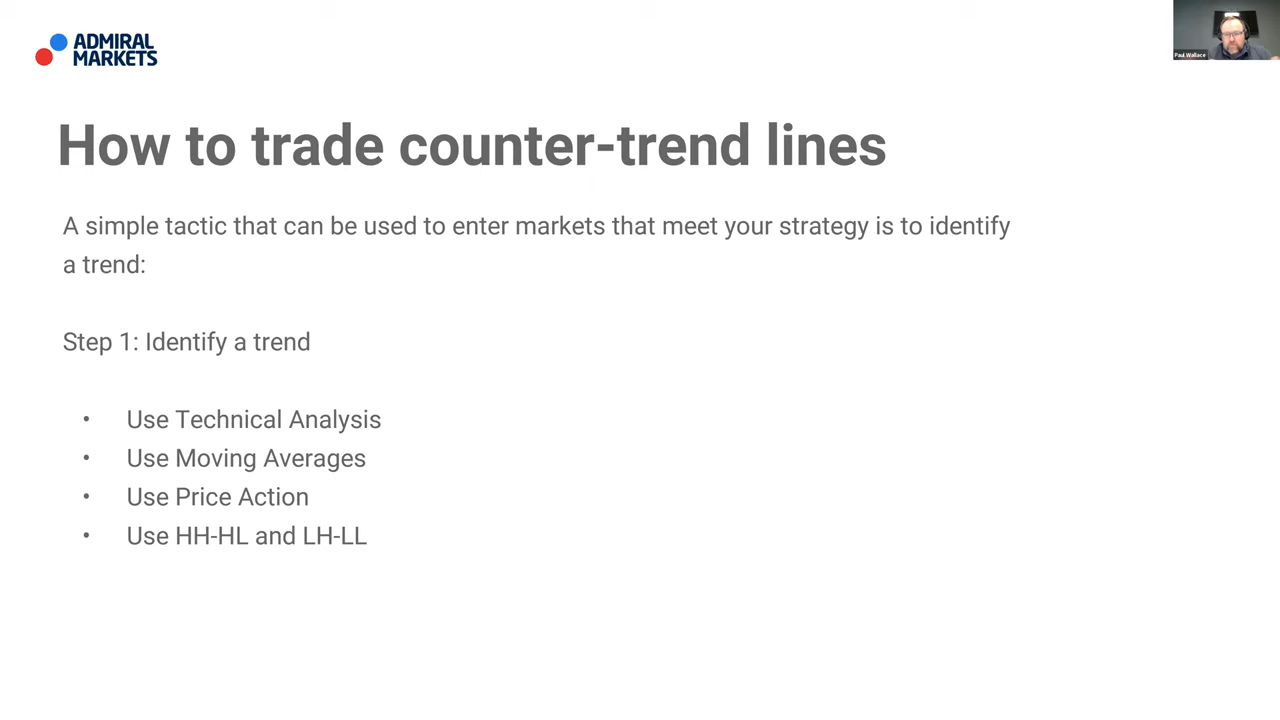 ADMIRAL
MARKETS
Paul Wallace
How to trade counter-trend lines
A simple tactic that can be used to enter markets that meet your strategy is to identify
a trend:
Step 1: Identify a trend
• Use Technical Analysis
• Use Moving Averages
• Use Price Action
• Use HH-HL and LH-LL